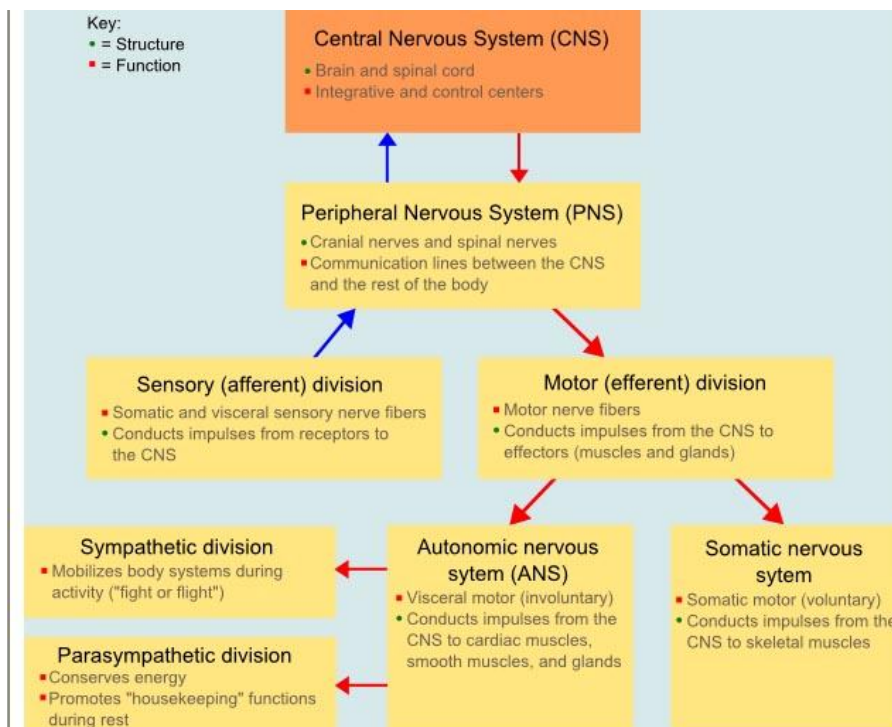 Key:
• = Structure
▪ = Function
Central Nervous System (CNS)
• Brain and spinal cord
▪ Integrative and control centers
Peripheral Nervous System (PNS)
• Cranial nerves and spinal nerves
▪ Communication lines between the CNS
and the rest of the body
Sensory (afferent) division
▪ Somatic and visceral sensory nerve fibers
• Conducts impulses from receptors to
the CNS
Motor (efferent) division
▪ Motor nerve fibers
• Conducts impulses from the CNS to
effectors (muscles and glands)
Sympathetic division
▪ Mobilizes body systems during
activity ("fight or flight")
Autonomic nervous
sytem (ANS)
▪ Visceral motor (involuntary)
• Conducts impulses from the
CNS to cardiac muscles,
smooth muscles, and glands
Somatic nervous
sytem
▪ Somatic motor (voluntary)
• Conducts impulses from the
CNS to skeletal muscles
Parasympathetic division
▪ Conserves energy
▪ Promotes "housekeeping" functions
during rest